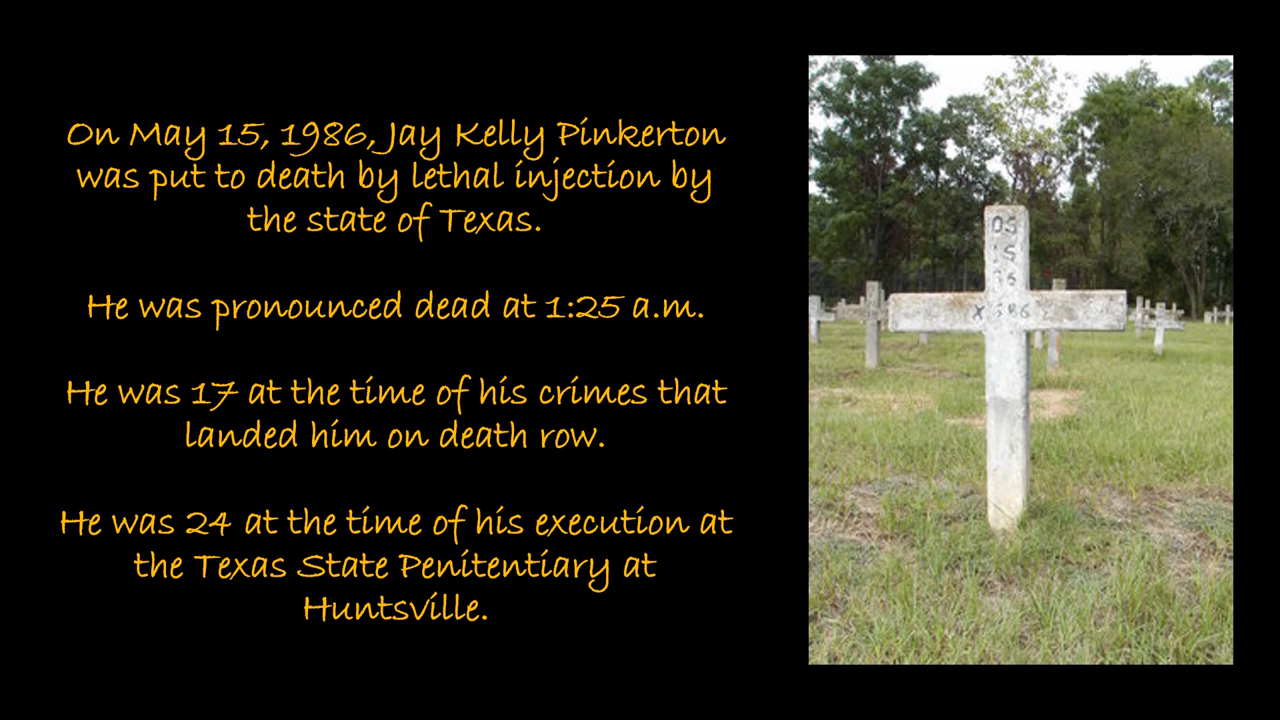 On May 15, 1986, Jay Kelly Pinkerton
was put to death by lethal injection by
the state of Texas.
He was pronounced dead at 1:25 a.m.
He was 17 at the time of his crimes that
landed him on death row.
He was 24 at the time of his execution at
the Texas State Penitentiary at
Huntsville.
05
15
86